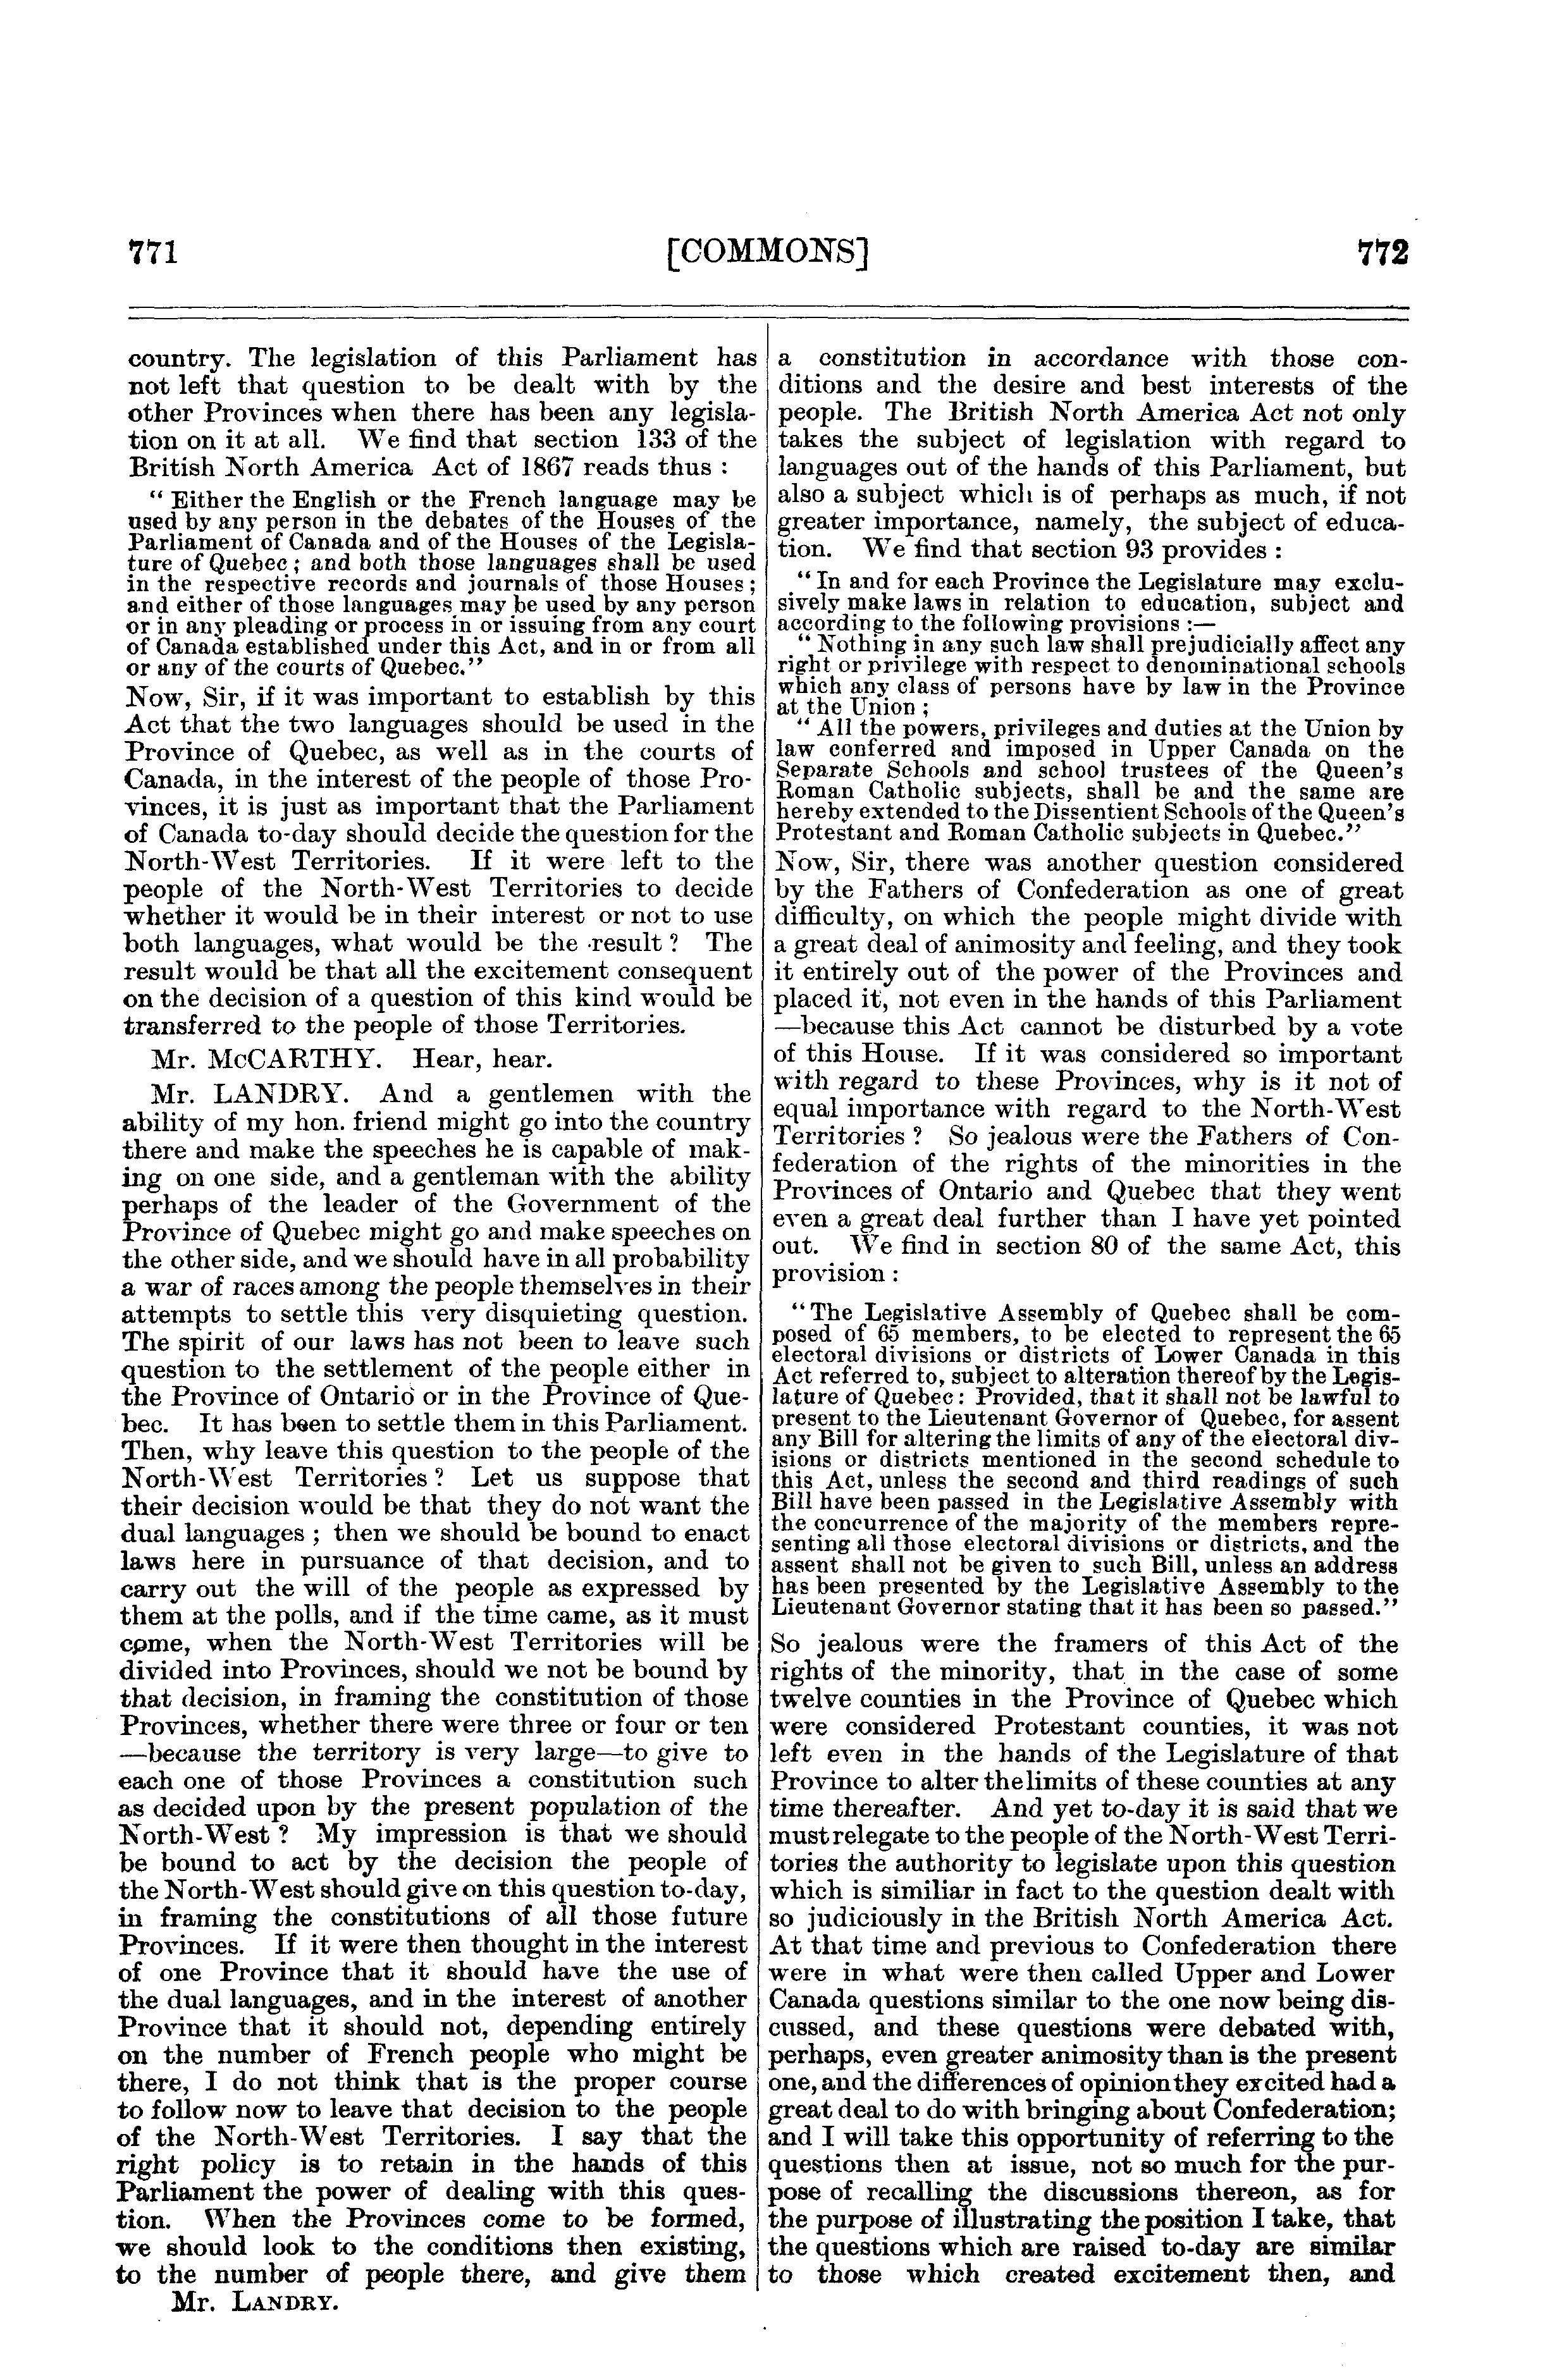 771
[COMMONS]
772
country. The legislation of this Parliament has
not left that question to be dealt with by the
other Provinces when there has been any legisla-
tion on it at all. We find that section 133 of the
British North America Act of 1867 reads thus :
" Either the English or the French language may be
used by any person in the debates of the Houses of the
Parliament of Canada and of the Houses of the Legisla-
ture of Quebec ; and both those languages shall be used
in the respective records and journals of those Houses ;
and either of those languages may be used by any person
or in any pleading or process in or issuing from any court
of Canada established under this Act, and in or from all
or any of the courts of Quebec."
Now, Sir, if it was important to establish by this
Act that the two languages should be used in the
Province of Quebec, as well as in the courts of
Canada, in the interest of the people of those Pro-
vinces, it is just as important that the Parliament
of Canada to-day should decide the question for the
North-West Territories. If it were left to the
people of the North-West Territories to decide
whether it would be in their interest or not to use
both languages, what would be the result ? The
result would be that all the excitement consequent
on the decision of a question of this kind would be
transferred to the people of those Territories.
Mr. McCARTHY. Hear, hear.
Mr. LANDRY. And a gentlemen with the
ability of my hon. friend might go into the country
there and make the speeches he is capable of mak-
ing on one side, and a gentleman with the ability
perhaps of the leader of the Government of the
Province of Quebec might go and make speeches on
the other side, and we should have in all probability
a war of races among the people themselves in their
attempts to settle this very disquieting question.
The spirit of our laws has not been to leave such
question to the settlement of the people either in
the Province of Ontario or in the Province of Que-
bec. It has been to settle them in this Parliament.
Then, why leave this question to the people of the
North-West Territories ? Let us suppose that
their decision would be that they do not want the
dual languages ; then we should be bound to enact
laws here in pursuance of that decision, and to
carry out the will of the people as expressed by
them at the polls, and if the time came, as it must
come, when the North-West Territories will be
divided into Provinces, should we not be bound by
that decision, in framing the constitution of those
Provinces, whether there were three or four or ten
—because the territory is very large—to give to
each one of those Provinces a constitution such
as decided upon by the present population of the
North-West ? My impression is that we should
be bound to act by the decision the people of
the North-West should give on this question to-day,
in framing the constitutions of all those future
Provinces. If it were then thought in the interest
of one Province that it should have the use of
the dual languages, and in the interest of another
Province that it should not, depending entirely
on the number of French people who might be
there, I do not think that is the proper course
to follow now to leave that decision to the people
of the North-West Territories. I say that the
right policy is to retain in the hands of this
Parliament the power of dealing with this ques-
tion. When the Provinces come to be formed,
we should look to the conditions then existing,
to the number of people there, and give them
Mr. LANDRY.
a constitution in accordance with those con-
ditions and the desire and best interests of the
people. The British North America Act not only
takes the subject of legislation with regard to
languages out of the hands of this Parliament, but
also a subject which is of perhaps as much, if not
greater importance, namely, the subject of educa-
tion. We find that section 93 provides :
" In and for each Province the Legislature may exclu-
sively make laws in relation to education, subject and
according to the following provisions :—
" Nothing in any such law shall prejudicially affect any
right or privilege with respect to denominational schools
which any class of persons have by law in the Province
at the Union ;
" All the powers, privileges and duties at the Union by
law conferred and imposed in Upper Canada on the
Separate Schools and school trustees of the Queen's
Roman Catholic subjects, shall be and the same are
hereby extended to the Dissentient Schools of the Queen's
Protestant and Roman Catholic subjects in Quebec."
Now, Sir, there was another question considered
by the Fathers of Confederation as one of great
difficulty, on which the people might divide with
a great deal of animosity and feeling, and they took
it entirely out of the power of the Provinces and
placed it, not even in the hands of this Parliament
—because this Act cannot be disturbed by a vote
of this House. If it was considered so important
with regard to these Provinces, why is it not of
equal importance with regard to the North-West
Territories ? So jealous were the Fathers of Con-
federation of the rights of the minorities in the
Provinces of Ontario and Quebec that they went
even a great deal further than I have yet pointed
out. We find in section 80 of the same Act, this
provision :
"The Legislative Assembly of Quebec shall be com-
posed of 65 members, to be elected to represent the 65
electoral divisions or districts of Lower Canada in this
Act referred to, subject to alteration thereof by the Legis-
lature of Quebec : Provided, that it shall not be lawful to
present to the Lieutenant Governor of Quebec, for assent
any Bill for altering the limits of any of the electoral div-
isions or districts mentioned in the second schedule to
this Act, unless the second and third readings of such
Bill have been passed in the Legislative Assembly with
the concurrence of the majority of the members repre-
senting all those electoral divisions or districts, and the
assent shall not be given to such Bill, unless an address
has been presented by the Legislative Assembly to the
Lieutenant Governor stating that it has been so passed."
So jealous were the framers of this Act of the
rights of the minority, that in the case of some
twelve counties in the Province of Quebec which
were considered Protestant counties, it was not
left even in the hands of the Legislature of that
Province to alter thelimits of these counties at any
time thereafter. And yet to-day it is said that we
must relegate to the people of the North-West Terri-
tories the authority to legislate upon this question
which is similiar in fact to the question dealt with
so judiciously in the British North America Act.
At that time and previous to Confederation there
were in what were then called Upper and Lower
Canada questions similar to the one now being dis-
cussed, and these questions were debated with,
perhaps, even greater animosity than is the present
one, and the differences of opinion they excited had a
great deal to do with bringing about Confederation;
and I will take this opportunity of referring to the
questions then at issue, not so much for the pur-
pose of recalling the discussions thereon, as for
the purpose of illustrating the position I take, that
the questions which are raised to-day are similar
to those which created excitement then, and